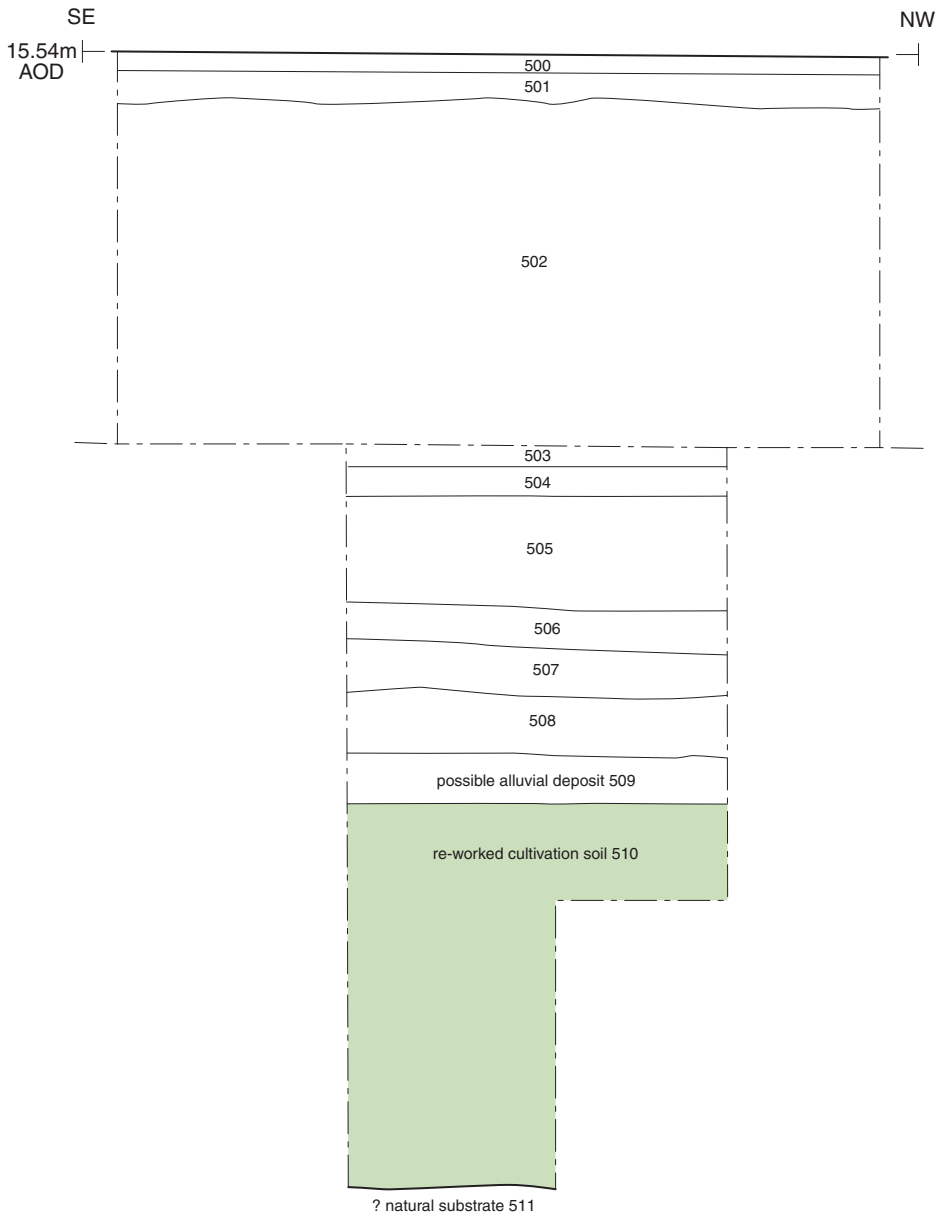 SE
NW
15.54m
AOD
500
501
502
503
504
505
506
507
508
possible alluvial deposit 509
re-worked cultivation soil 510
? natural substrate 511